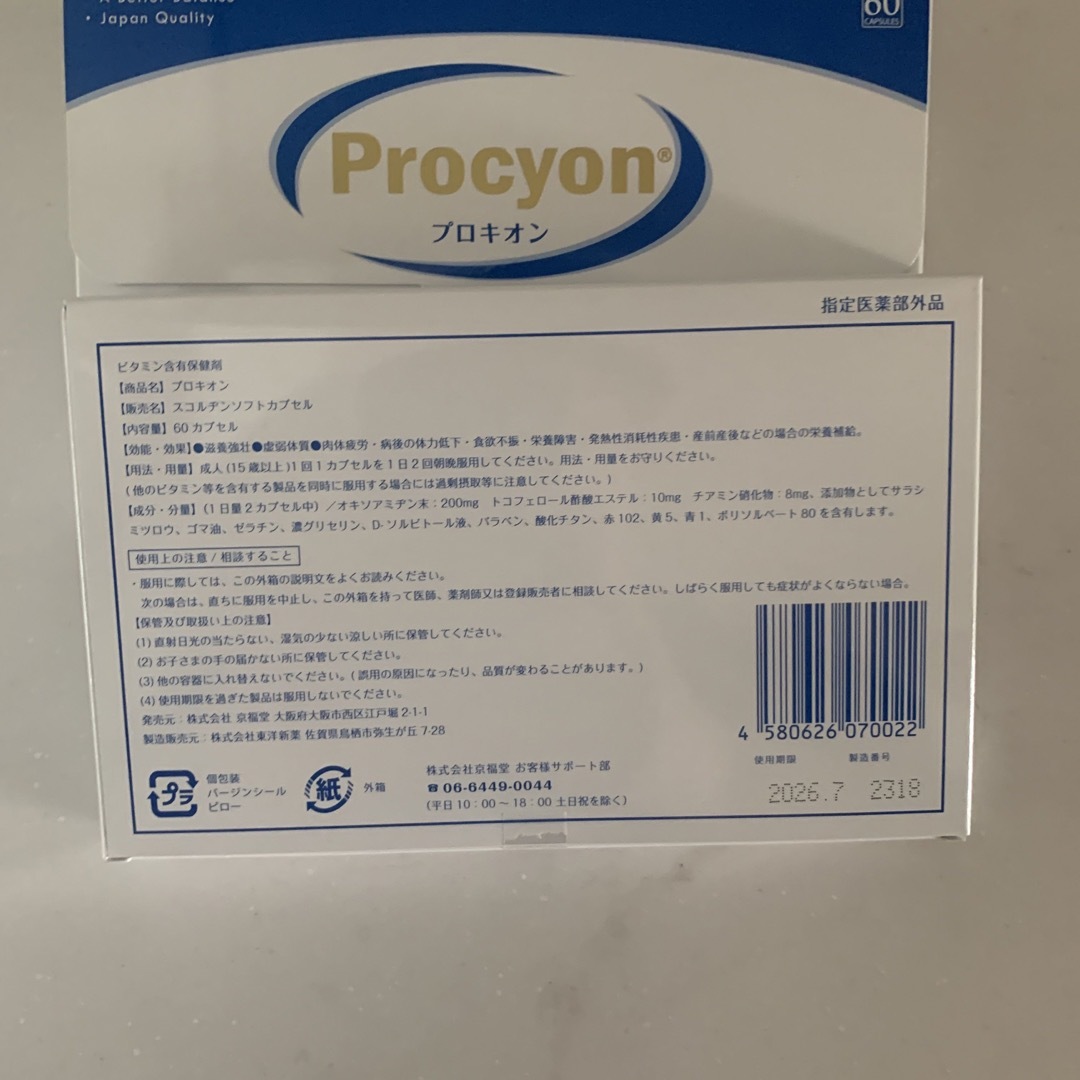 ・Japan Quality
60
CAPSULES
Procyon®
プロキオン
指定医薬部外品
ビタミン含有保健剤
【商品名】プロキオン
【販売名】スコルヂンソフトカプセル
【内容量】60カプセル
【効能・効果】●滋養強壮●虚弱体質●肉体疲労・病後の体力低下・食欲不振・栄養障害・発熱性消耗性疾患・産前産後などの場合の栄養補給。
【用法・用量】成人(15歳以上)1回1カプセルを1日2回朝晩服用してください。用法・用量をお守りください。
(他のビタミン等を含有する製品を同時に服用する場合には過剰摂取等に注意してください。)
【成分・分量】(1日量2カプセル中)／オキソアミヂン末：200mg トコフェロール酢酸エステル：10mg チアミン硝化物：8mg、添加物としてサラシ
ミツロウ、ゴマ油、ゼラチン、濃グリセリン、D-ソルビトール液、パラベン、酸化チタン、赤102、黄5、青1、ポリソルベート80を含有します。
使用上の注意/相談すること
・服用に際しては、この外箱の説明文をよくお読みください。
次の場合は、直ちに服用を中止し、この外箱を持って医師、薬剤師又は登録販売者に相談してください。しばらく服用しても症状がよくならない場合。
【保管及び取扱い上の注意】
(1)直射日光の当たらない、湿気の少ない涼しい所に保管してください。
(2)お子さまの手の届かない所に保管してください。
(3)他の容器に入れ替えないでください。(誤用の原因になったり、品質が変わることがあります。)
(4)使用期限を過ぎた製品は服用しないでください。
発売元：株式会社 京福堂 大阪府大阪市西区江戸堀2-1-1
製造販売元：株式会社東洋新薬 佐賀県鳥栖市弥生が丘7-28
4 580626 070022
使用期限 製造番号
2026.7 2318
プラ
個包装
バージンシール
ピロー
紙
外箱
株式会社京福堂 お客様サポート部
☎06-6449-0044
(平日10：00～18：00 土日祝を除く)